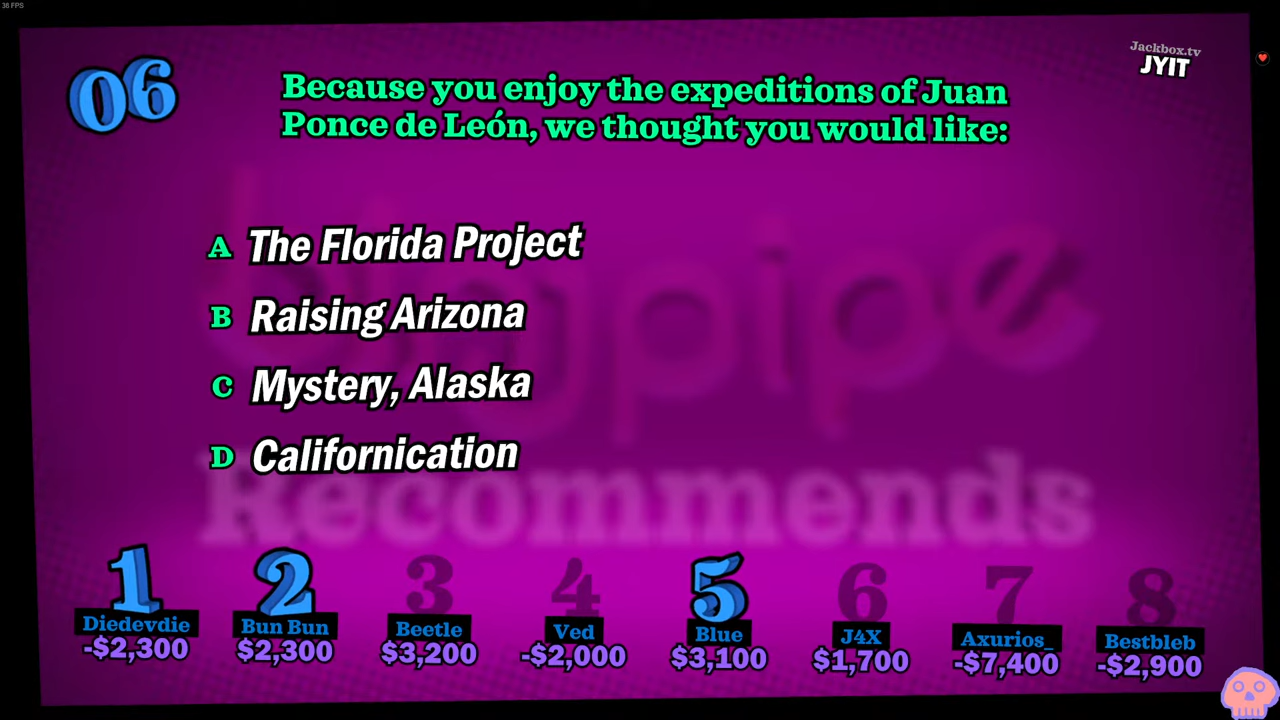 38 FPS
Jackbox.tv
JYIT
06
Because you enjoy the expeditions of Juan
Ponce de León, we thought you would like:
A The Florida Project
B Raising Arizona
C Mystery, Alaska
D Californication
Recommends
1 2 3 4 5 6 7 8
Diedevdie Bun Bun Beetle Ved Blue J4X Axurios_ Bestbleb
-$2,300 $2,300 $3,200 -$2,000 $3,100 $1,700 -$7,400 -$2,900